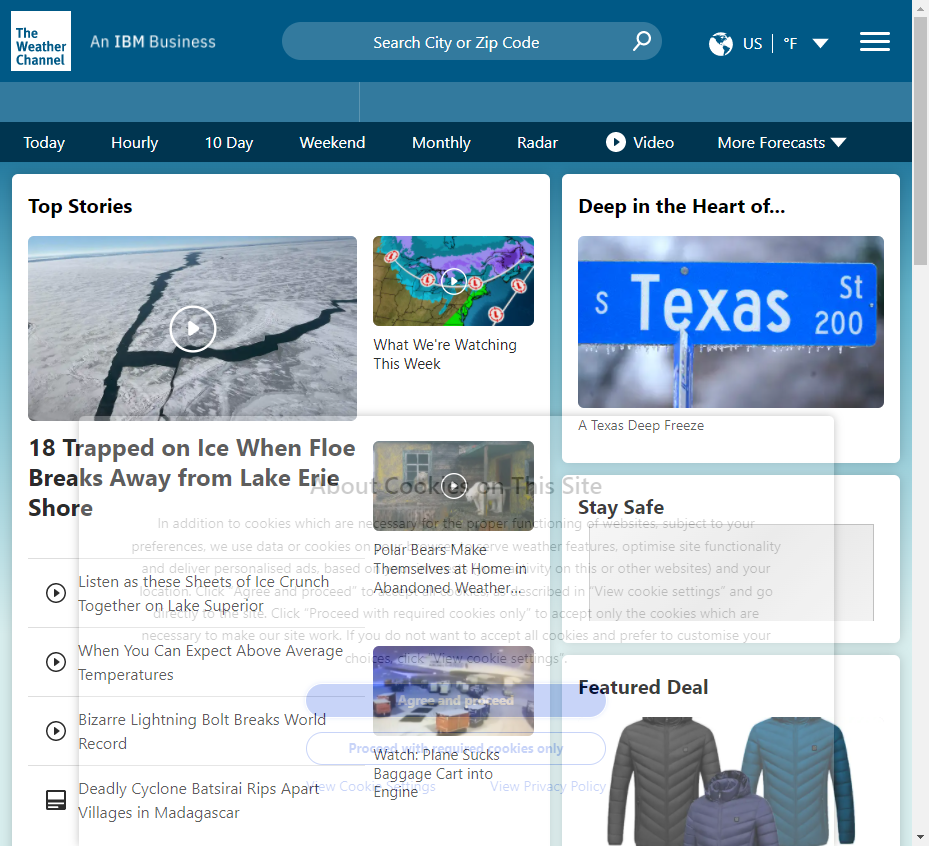 The
Weather
Channel
An IBM Business
Search City or Zip Code
US
°F
Today
Hourly
10 Day
Weekend
Monthly
Radar
Video
More Forecasts
Top Stories
18 Trapped on Ice When Floe
Breaks Away from Lake Erie
Shore
Listen as these Sheets of Ice Crunch
Together on Lake Superior
When You Can Expect Above Average
Temperatures
Bizarre Lightning Bolt Breaks World
Record
Deadly Cyclone Batsirai Rips Apart
Villages in Madagascar
What We're Watching
This Week
Polar Bears Make
Themselves at Home in
Abandoned Weather...
Watch: Plane Sucks
Baggage Cart into
Engine
Deep in the Heart of...
S Texas St
200
A Texas Deep Freeze
Stay Safe
Featured Deal
About Cookies on This Site
In addition to cookies which are necessary for the proper functioning of websites, subject to your
preferences, we use data or cookies on your browser to serve weather features, optimise site functionality
and deliver personalised ads, based on activity on this or other websites) and your
location. Click "Agree and proceed" to accept all cookies as described in "View cookie settings" and go
directly to the site. Click "Proceed with required cookies only" to accept only the cookies which are
necessary to make our site work. If you do not want to accept all cookies and prefer to customise your
choices, click "View cookie settings".
Agree and proceed
Proceed with required cookies only
View Cookie Settings
View Privacy Policy